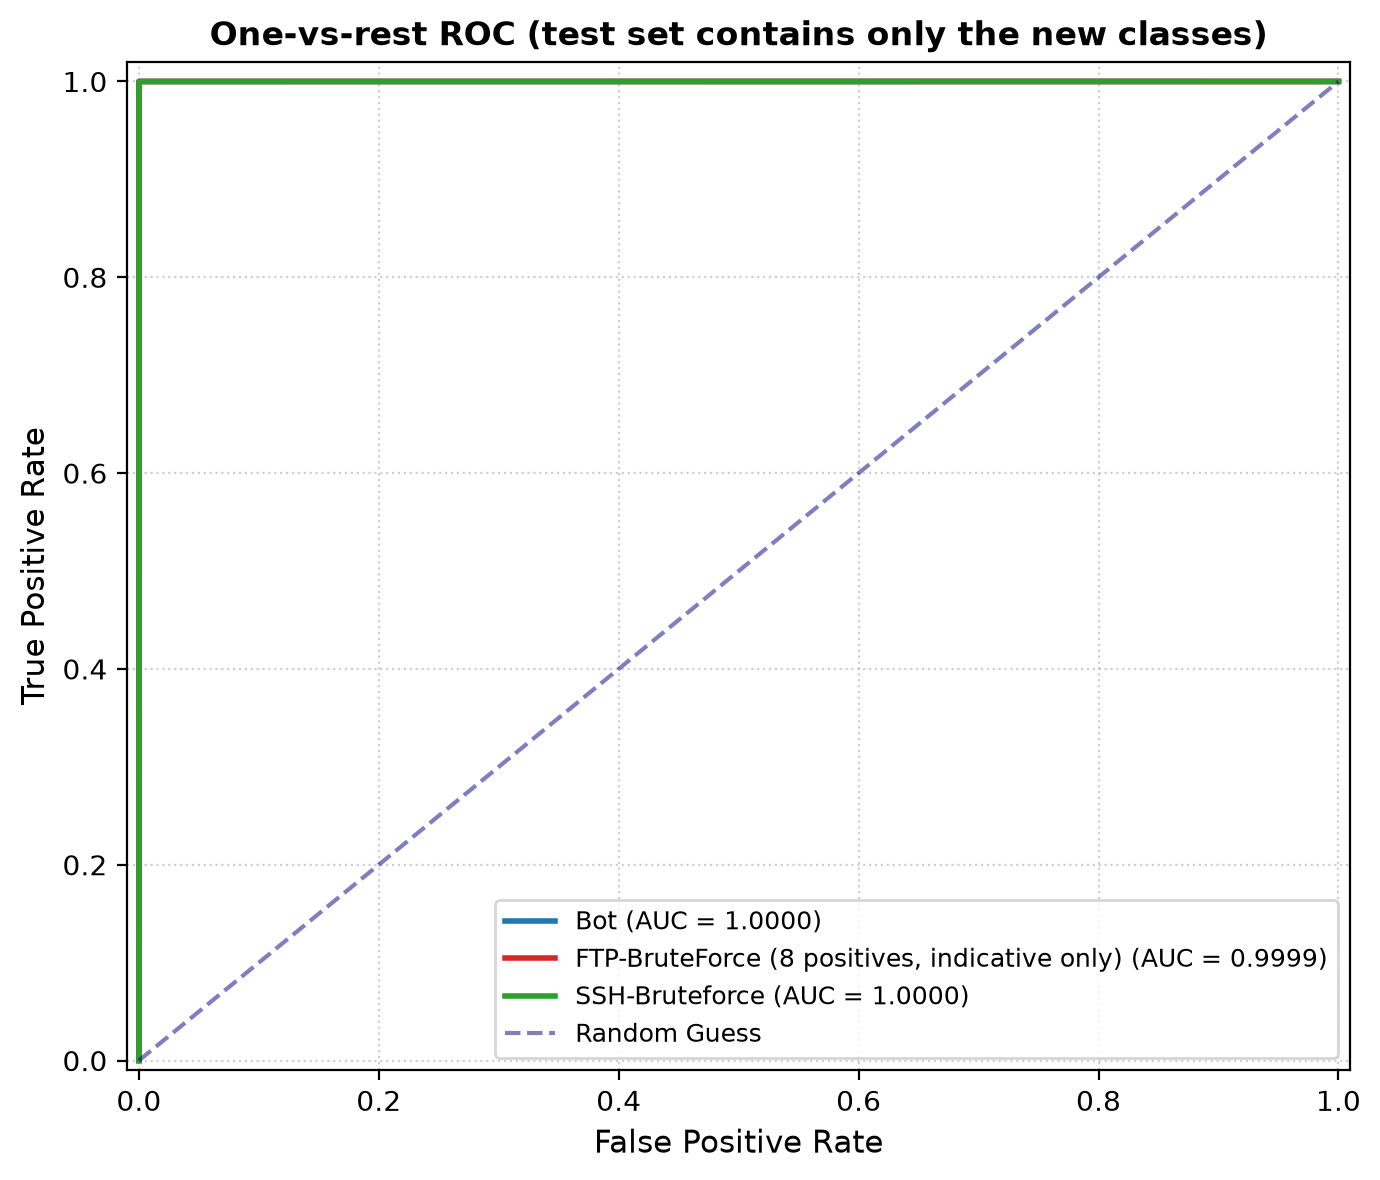 One-vs-rest ROC (test set contains only the new classes)
True Positive Rate
1.0
0.8
0.6
0.4
0.2
0.0
Bot (AUC = 1.0000)
FTP-BruteForce (8 positives, indicative only) (AUC = 0.9999)
SSH-Bruteforce (AUC = 1.0000)
Random Guess
0.0 0.2 0.4 0.6 0.8 1.0
False Positive Rate